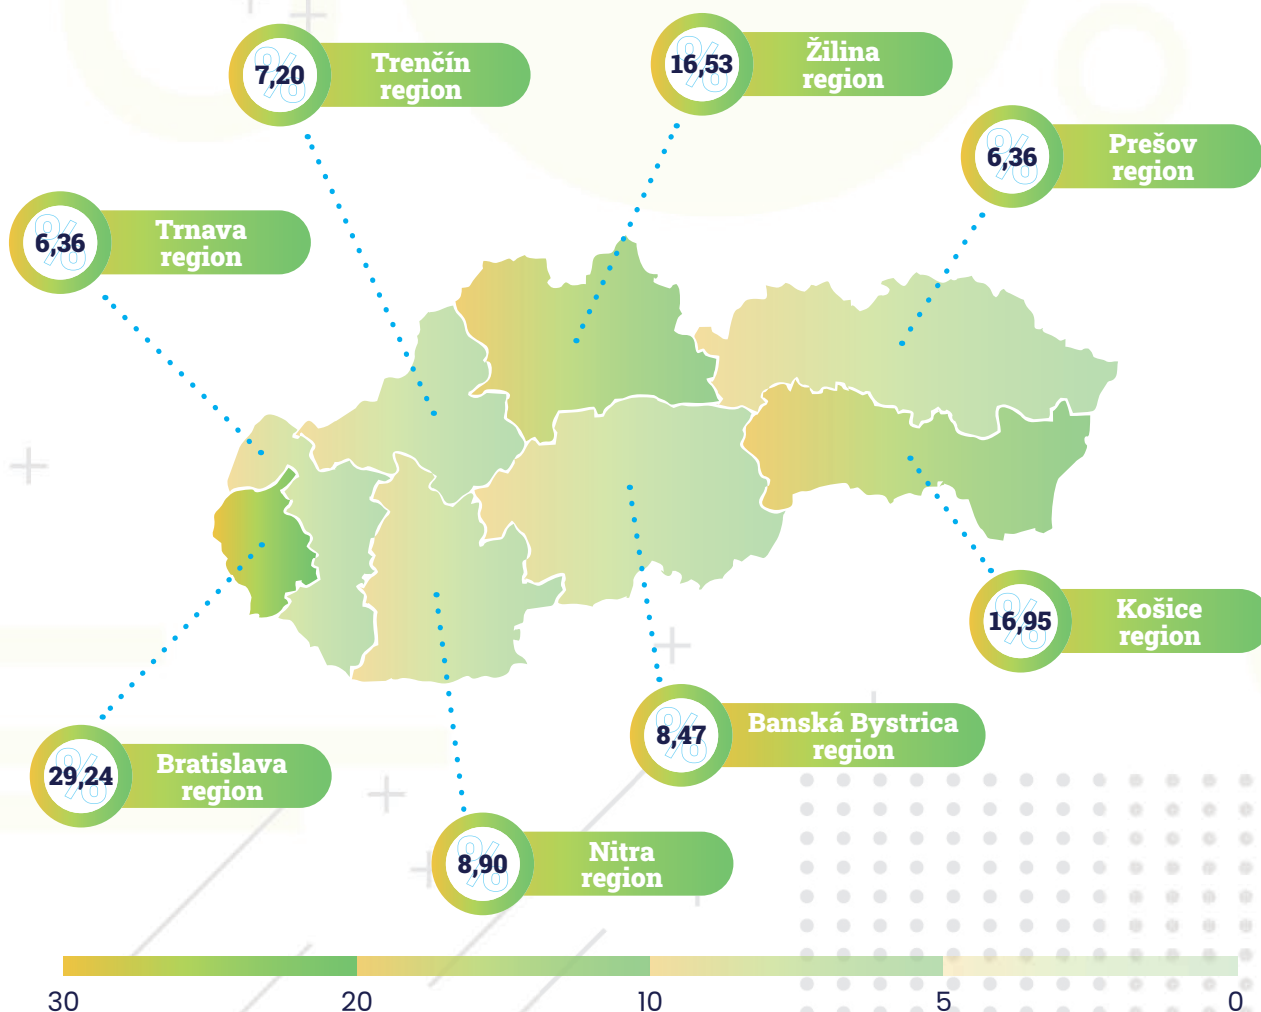 %
7,20
Trenčín
region
%
16,53
Žilina
region
%
6,36
Prešov
region
%
6,36
Trnava
region
%
16,95
Košice
region
%
8,47
Banská Bystrica
region
%
29,24
Bratislava
region
%
8,90
Nitra
region
30 20 10 5 0